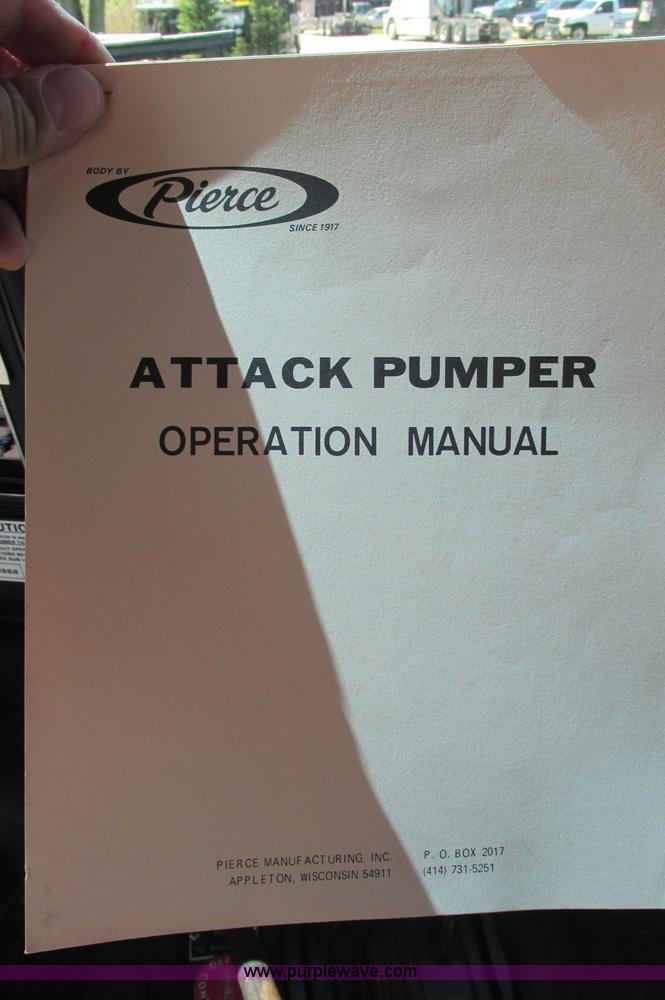 BODY BY
Pierce
SINCE 1917
ATTACK PUMPER
OPERATION MANUAL
PIERCE MANUFACTURING, INC.
APPLETON, WISCONSIN 54911
P. O. BOX 2017
(414) 731-5251
www.purplewave.com